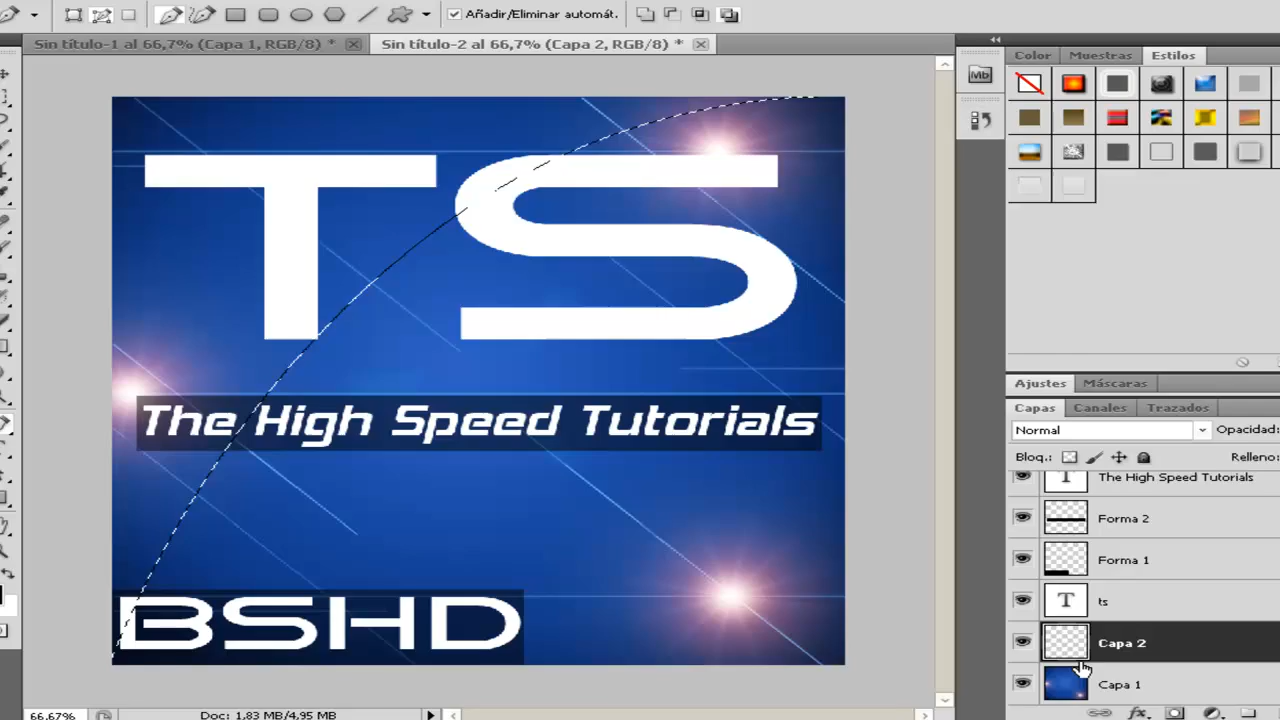 Añadir/Eliminar automát.
Sin título-1 al 66,7% (Capa 1, RGB/8) *
Sin título-2 al 66,7% (Capa 2, RGB/8) *
Color
Muestras
Estilos
Mb
TS
The High Speed Tutorials
BSHD
Ajustes
Máscaras
Capas
Canales
Trazados
Normal
Opacidad:
Bloq.:
Relleno:
T
The High Speed Tutorials
Forma 2
Forma 1
T
ts
Capa 2
Capa 1
fx.
66,67%
Doc: 1,83 MB/4,95 MB